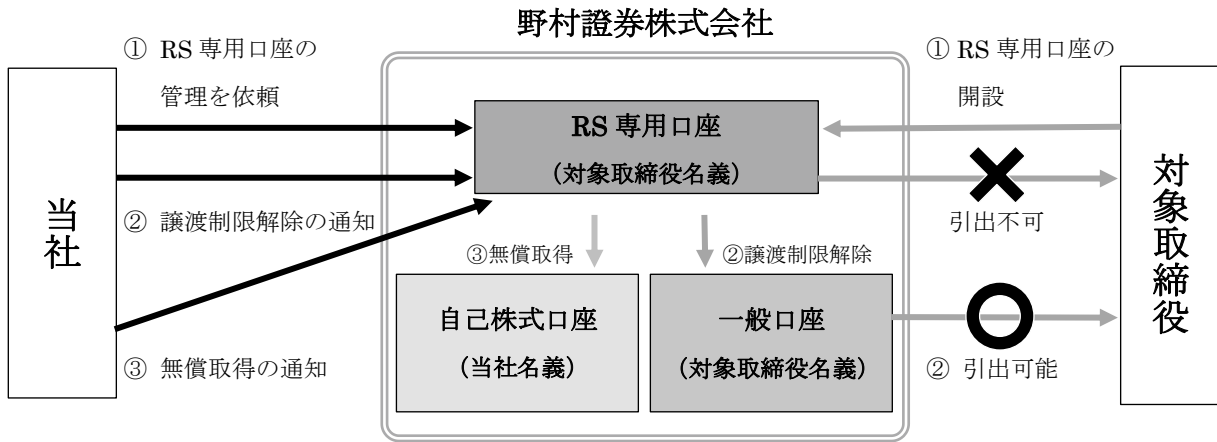 野村證券株式会社
① RS 専用口座の
管理を依頼
① RS 専用口座の
開設
当社
RS 専用口座
(対象取締役名義)
対象取締役
② 譲渡制限解除の通知
引出不可
③無償取得
②譲渡制限解除
自己株式口座
(当社名義)
一般口座
(対象取締役名義)
③ 無償取得の通知
② 引出可能